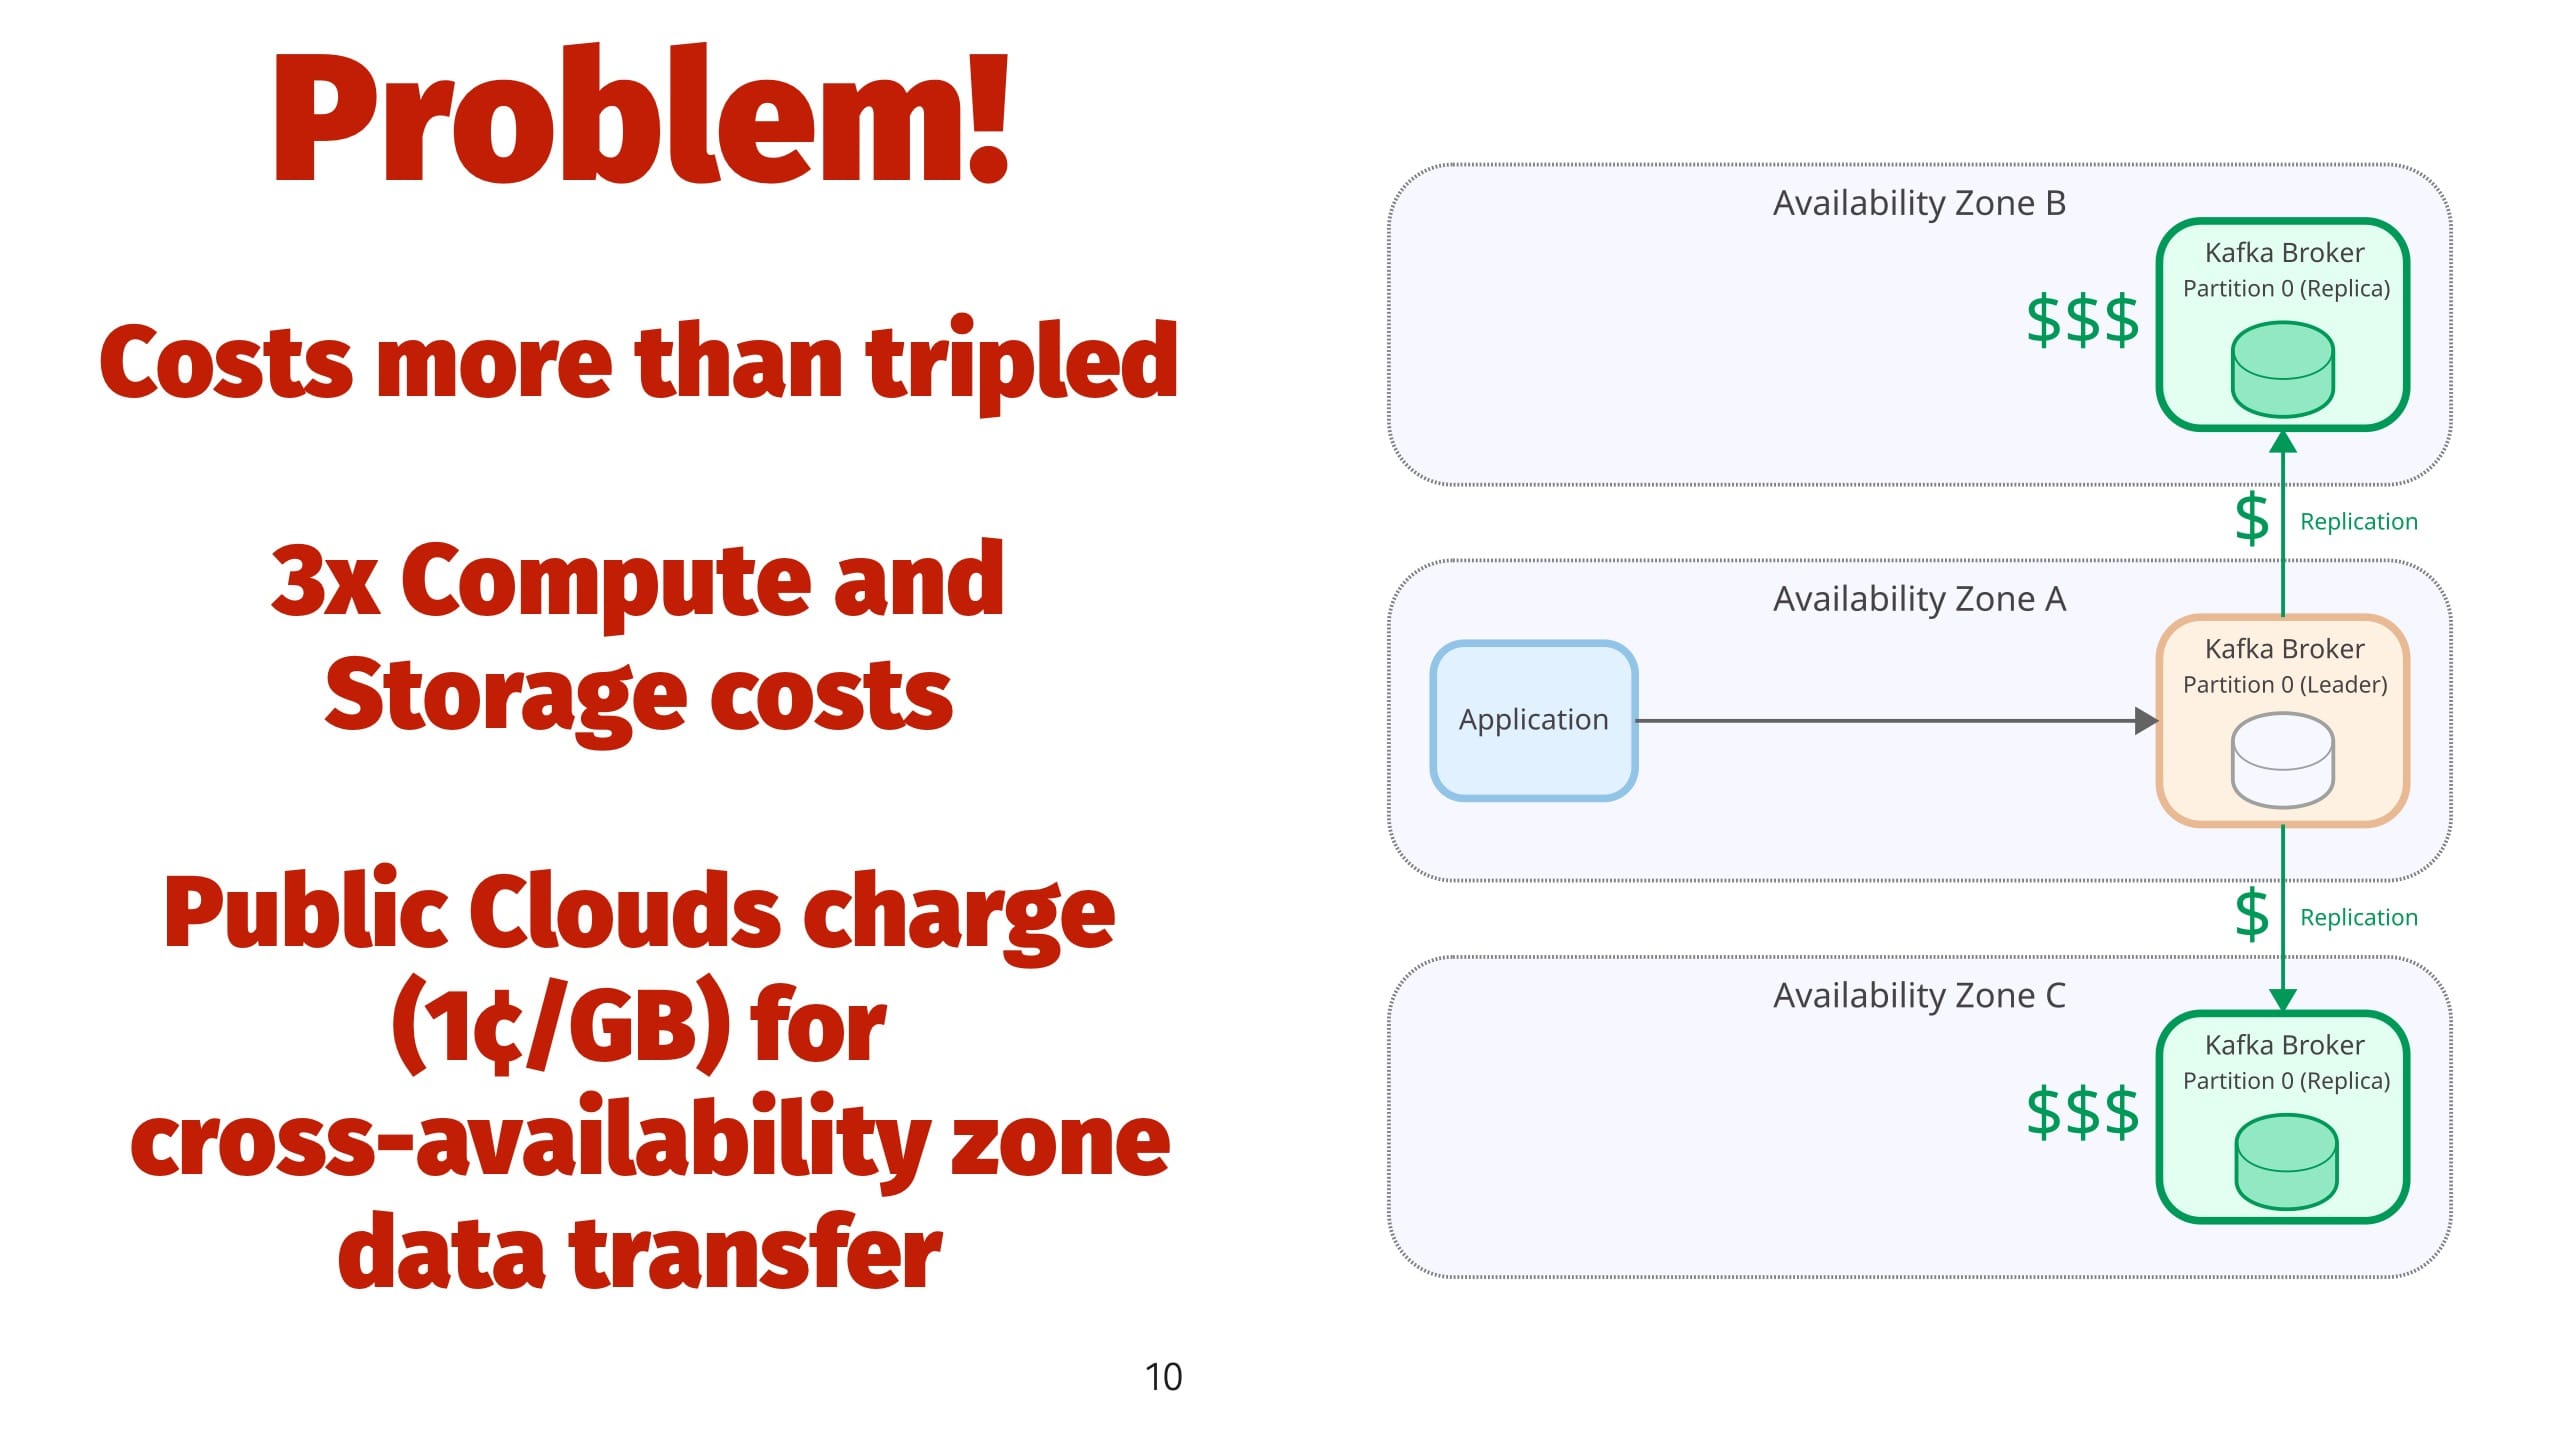 Problem!
Costs more than tripled
3x Compute and
Storage costs
Public Clouds charge
(1¢/GB) for
cross-availability zone
data transfer
Availability Zone B
Kafka Broker
Partition 0 (Replica)
$$$
$ Replication
Availability Zone A
Application
Kafka Broker
Partition 0 (Leader)
$ Replication
Availability Zone C
Kafka Broker
Partition 0 (Replica)
$$$
10